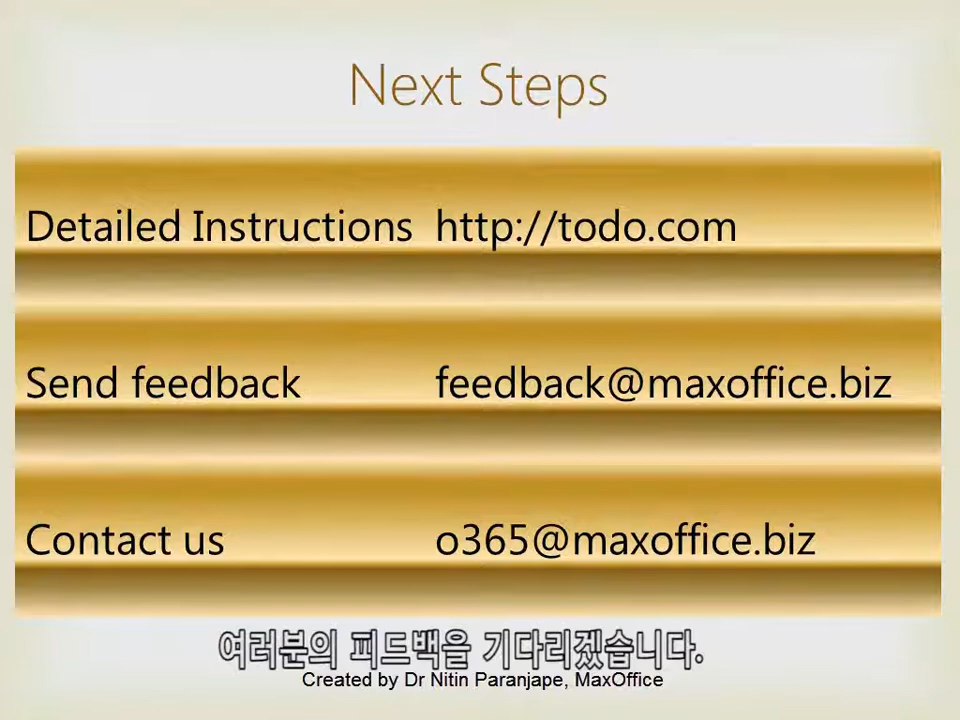 Next Steps
Detailed Instructions http://todo.com
Send feedback feedback@maxoffice.biz
Contact us o365@maxoffice.biz
여러분의 피드백을 기다리겠습니다.
Created by Dr Nitin Paranjape, MaxOffice